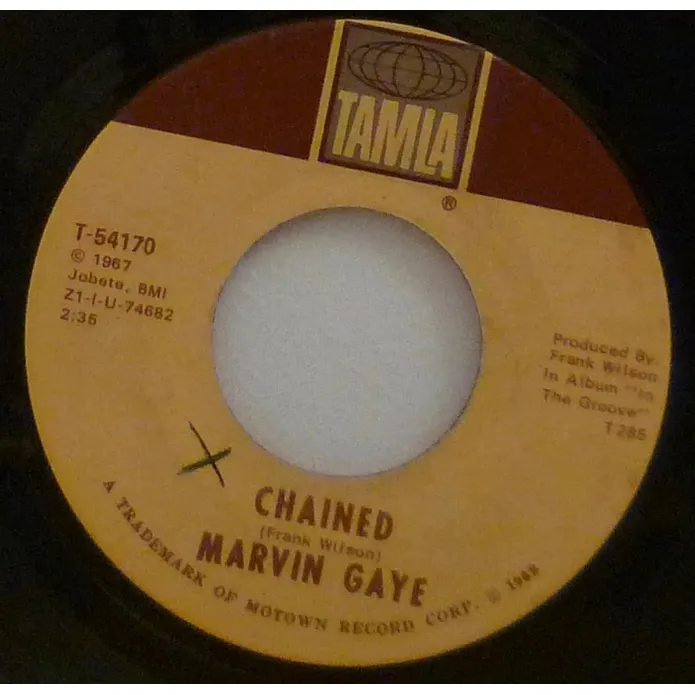 TAMLA
®
T-54170
© 1967
Jobete, BMI
Z1-I-U-74682
2:35
Produced By
Frank Wilson
In Album "In
The Groove"
T 285
CHAINED
(Frank Wilson)
MARVIN GAYE
A TRADEMARK OF MOTOWN RECORD CORP. © 1968